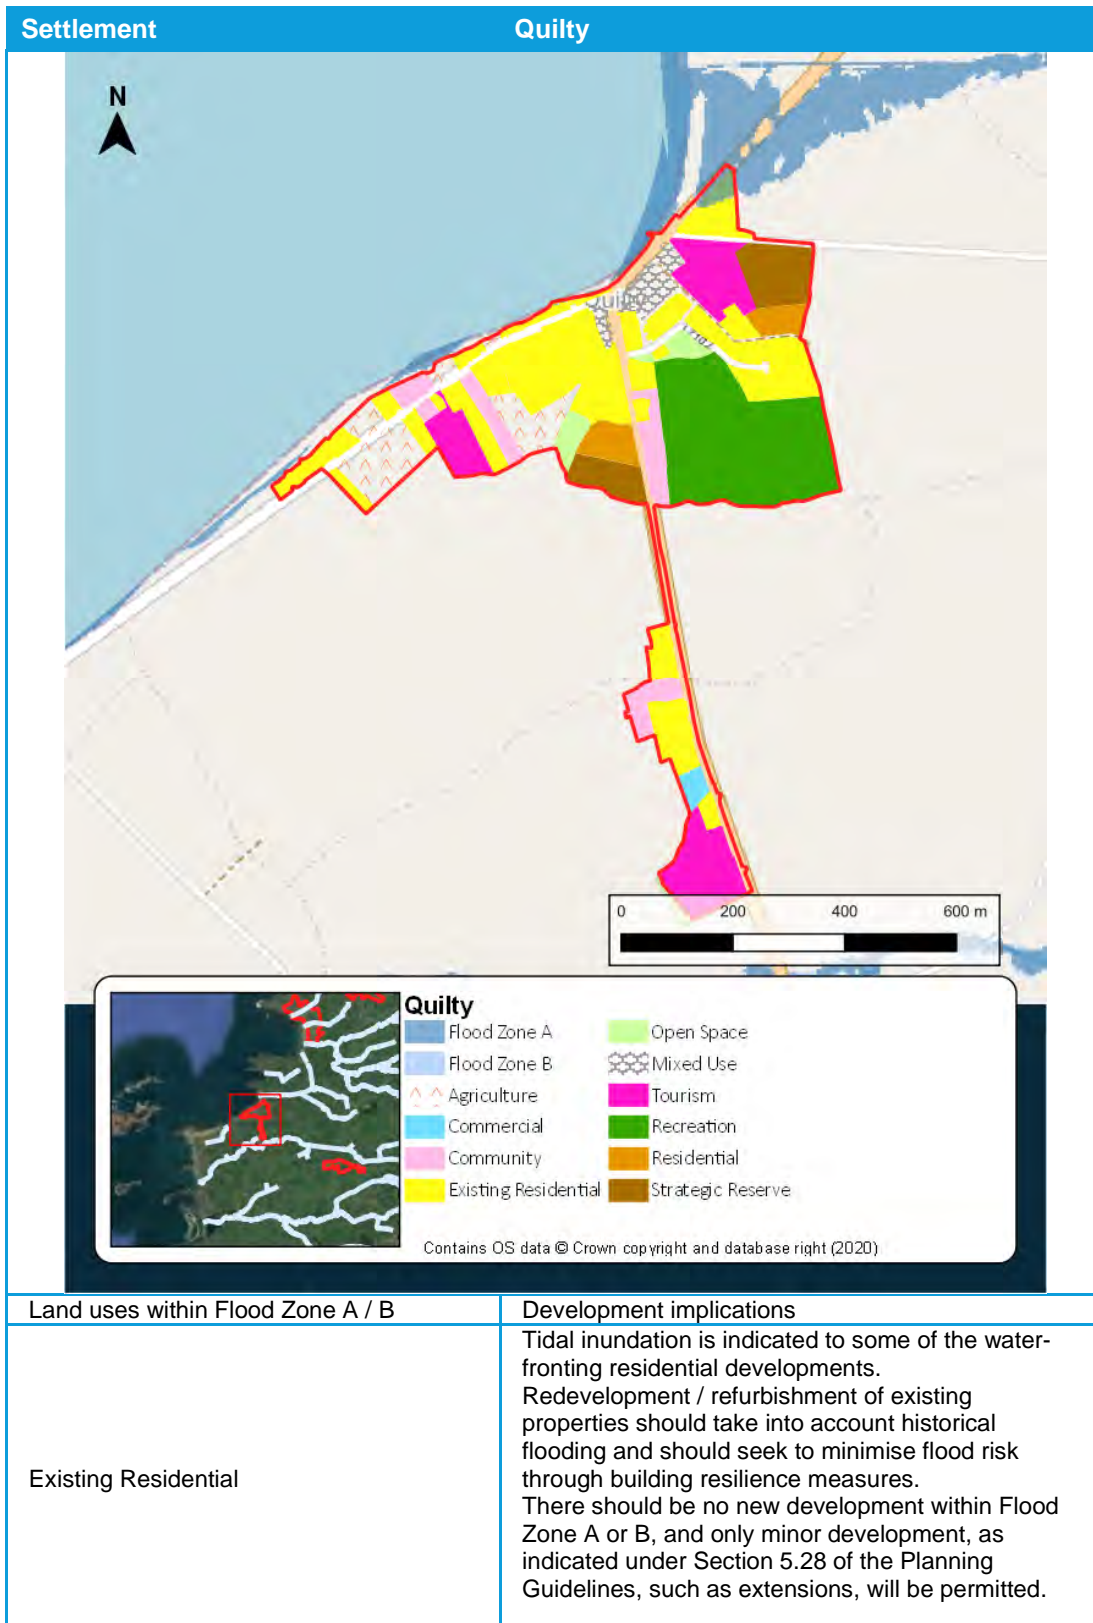 Settlement Quilty
N
Quilty
0 200 400 600 m
Quilty
Flood Zone A Open Space
Flood Zone B Mixed Use
Agriculture Tourism
Commercial Recreation
Community Residential
Existing Residential Strategic Reserve
Contains OS data © Crown copyright and database right (2020)
Land uses within Flood Zone A / B Development implications
Existing Residential
Tidal inundation is indicated to some of the water-
fronting residential developments.
Redevelopment / refurbishment of existing
properties should take into account historical
flooding and should seek to minimise flood risk
through building resilience measures.
There should be no new development within Flood
Zone A or B, and only minor development, as
indicated under Section 5.28 of the Planning
Guidelines, such as extensions, will be permitted.